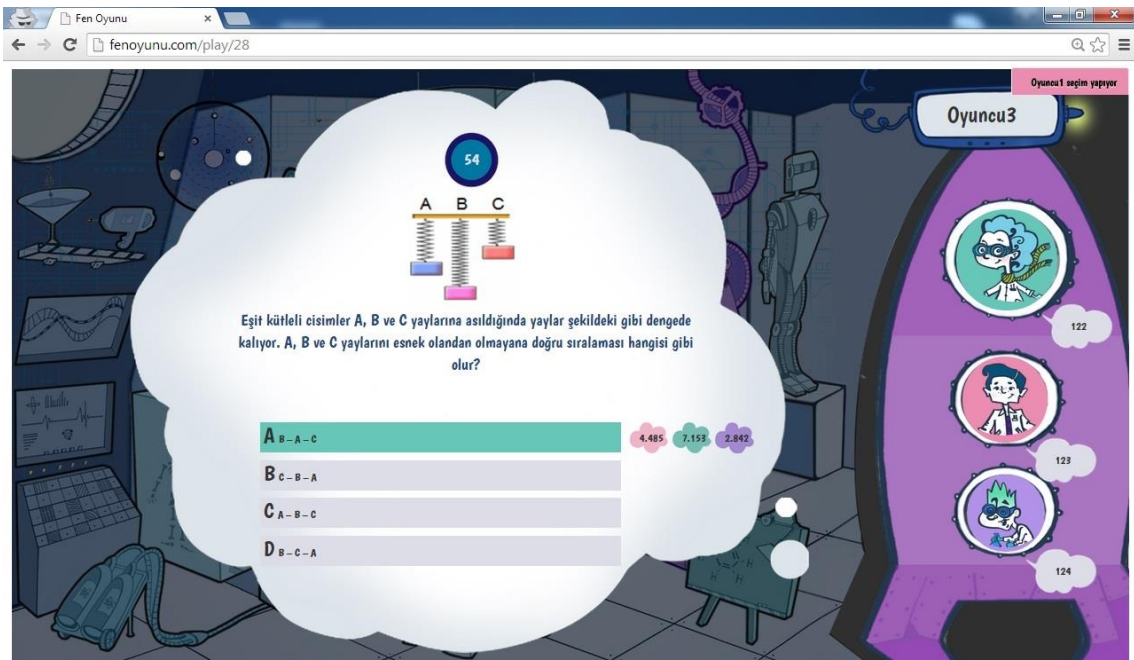 Fen Oyunu
fenoyunu.com/play/28
Oyuncu1 seçim yapıyor
Oyuncu3
54
A B C
Eşit kütleli cisimler A, B ve C yaylarına asıldığında yaylar şekildeki gibi dengede
kalıyor. A, B ve C yaylarını esnek olandan olmayana doğru sıralaması hangisi gibi
olur?
A B – A – C
4.485 7.153 2.842
B C – B – A
C A – B – C
D B – C – A
122
123
124